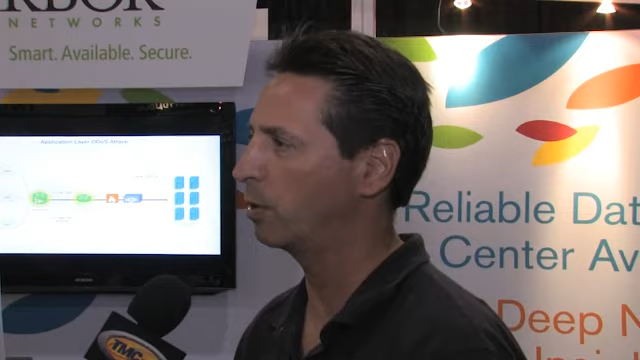 RBOR
NETWORKS
Smart. Available. Secure.
Application Layer DDoS Attack
Reliable Dat
Center Av
Deep N
TMC